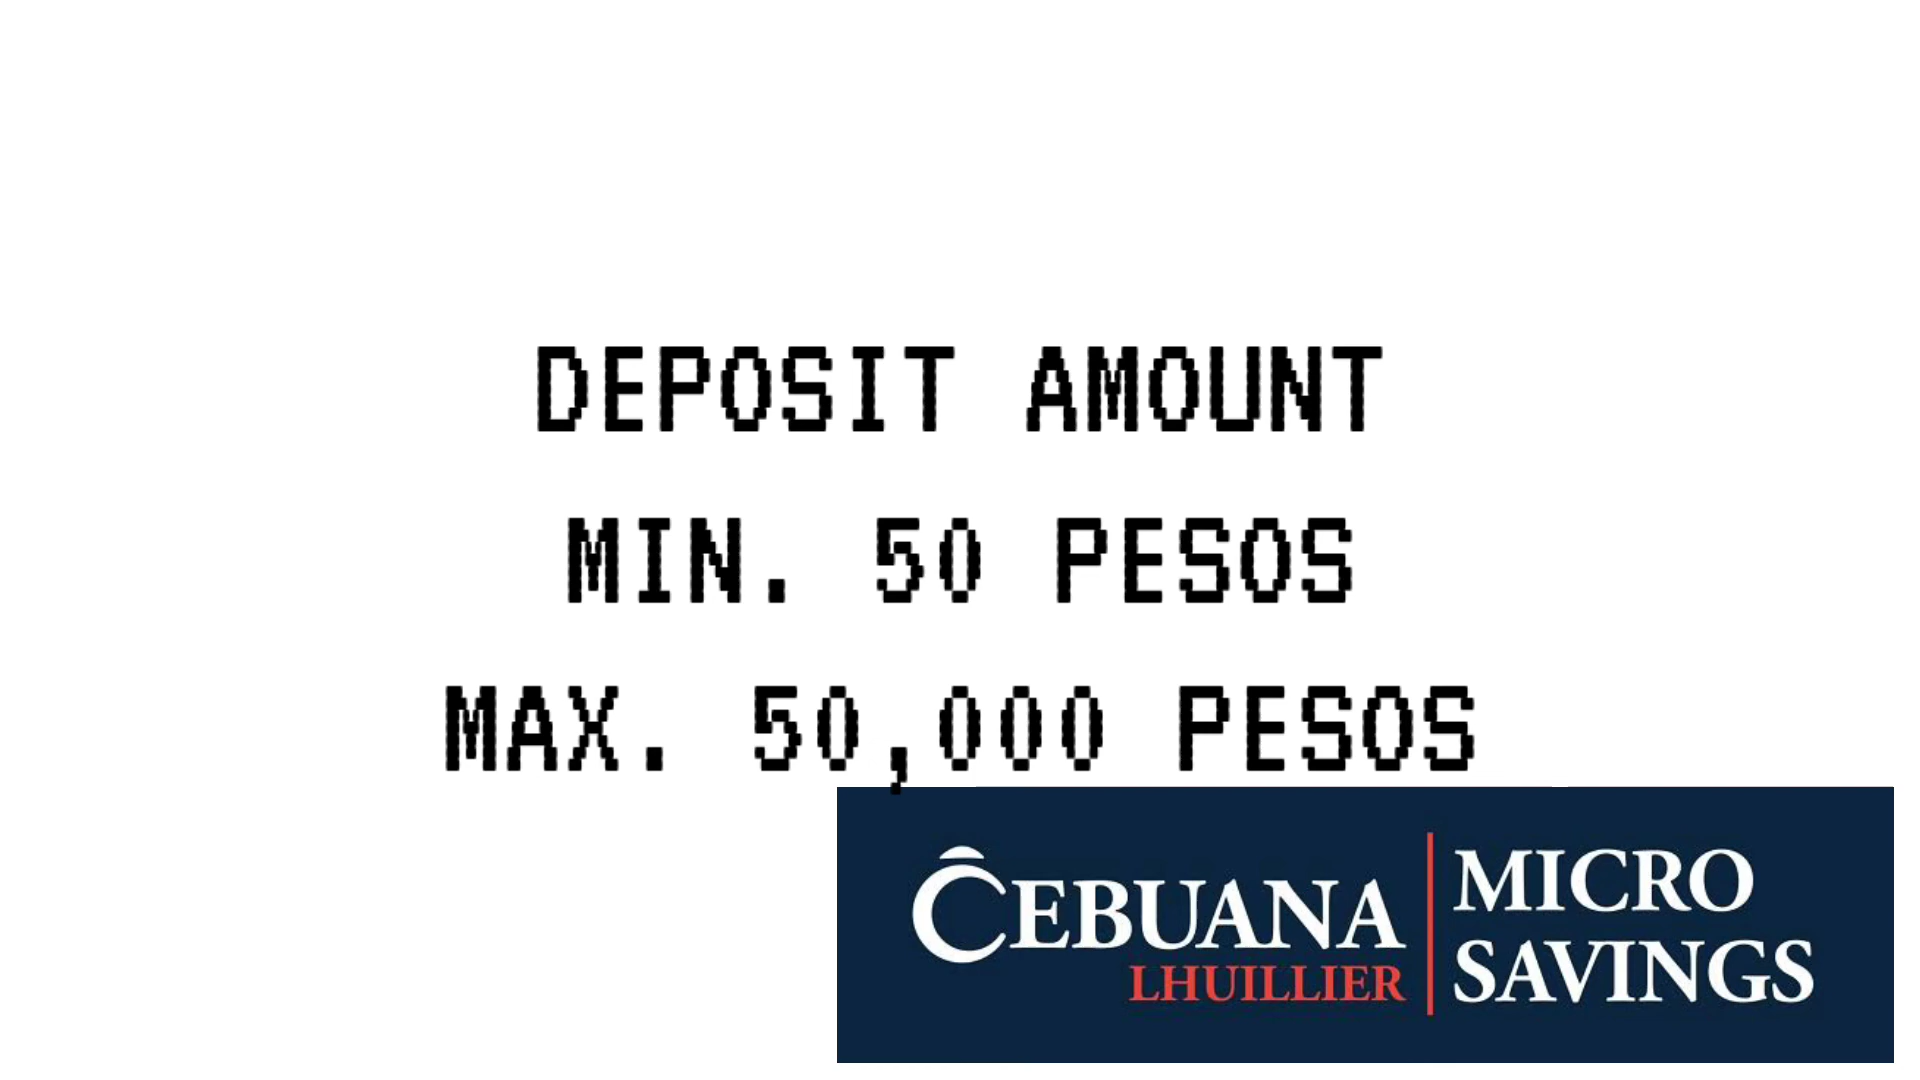 DEPOSIT AMOUNT
MIN. 50 PESOS
MAX. 50,000 PESOS
CEBUANA
LHUILLIER
MICRO
SAVINGS